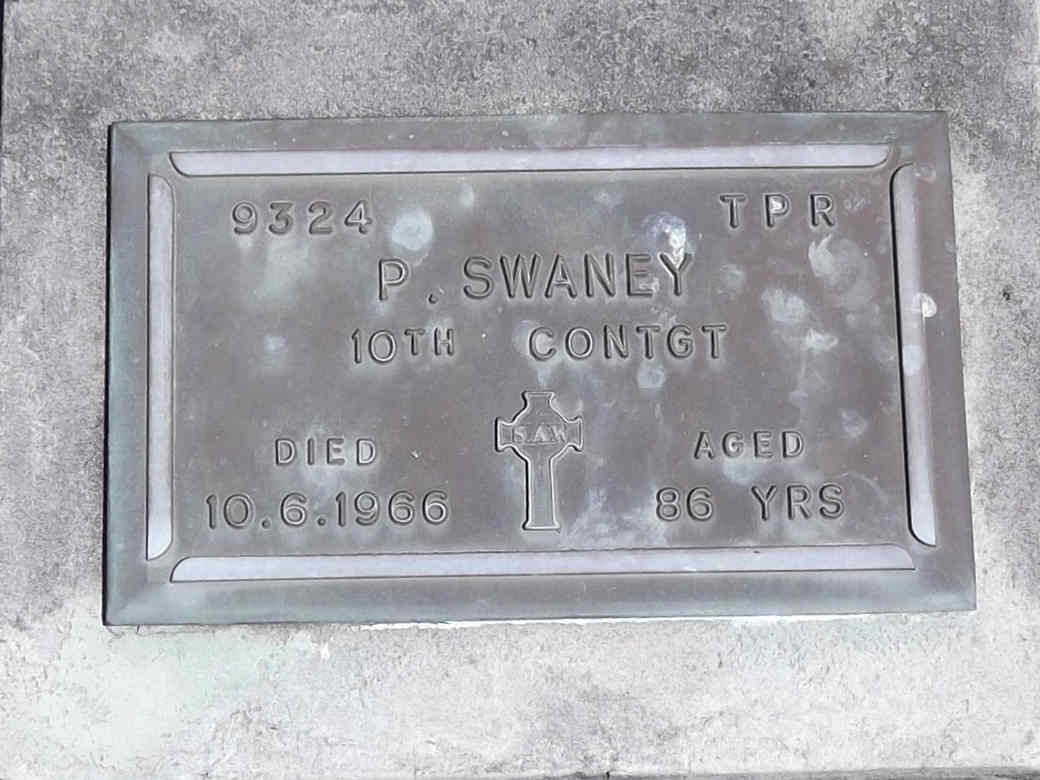 9324 TPR
P. SWANEY
10TH CONTGT
S.A.W
DIED AGED
10.6.1966 86 YRS